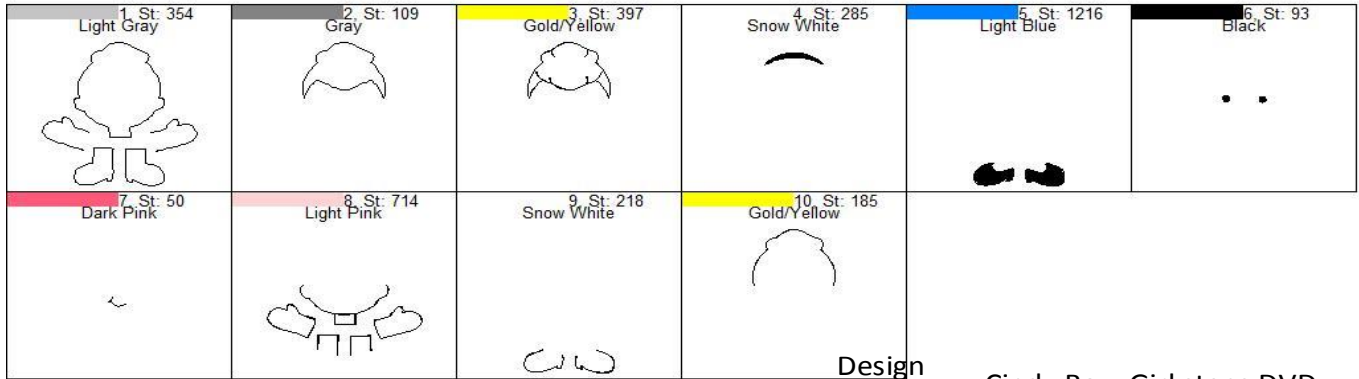 1, St: 354
Light Gray
2, St: 109
Gray
3, St: 397
Gold/Yellow
4, St: 285
Snow White
5, St: 1216
Light Blue
6, St: 93
Black
7, St: 50
Dark Pink
8, St: 714
Light Pink
9, St: 218
Snow White
10, St: 185
Gold/Yellow
Design